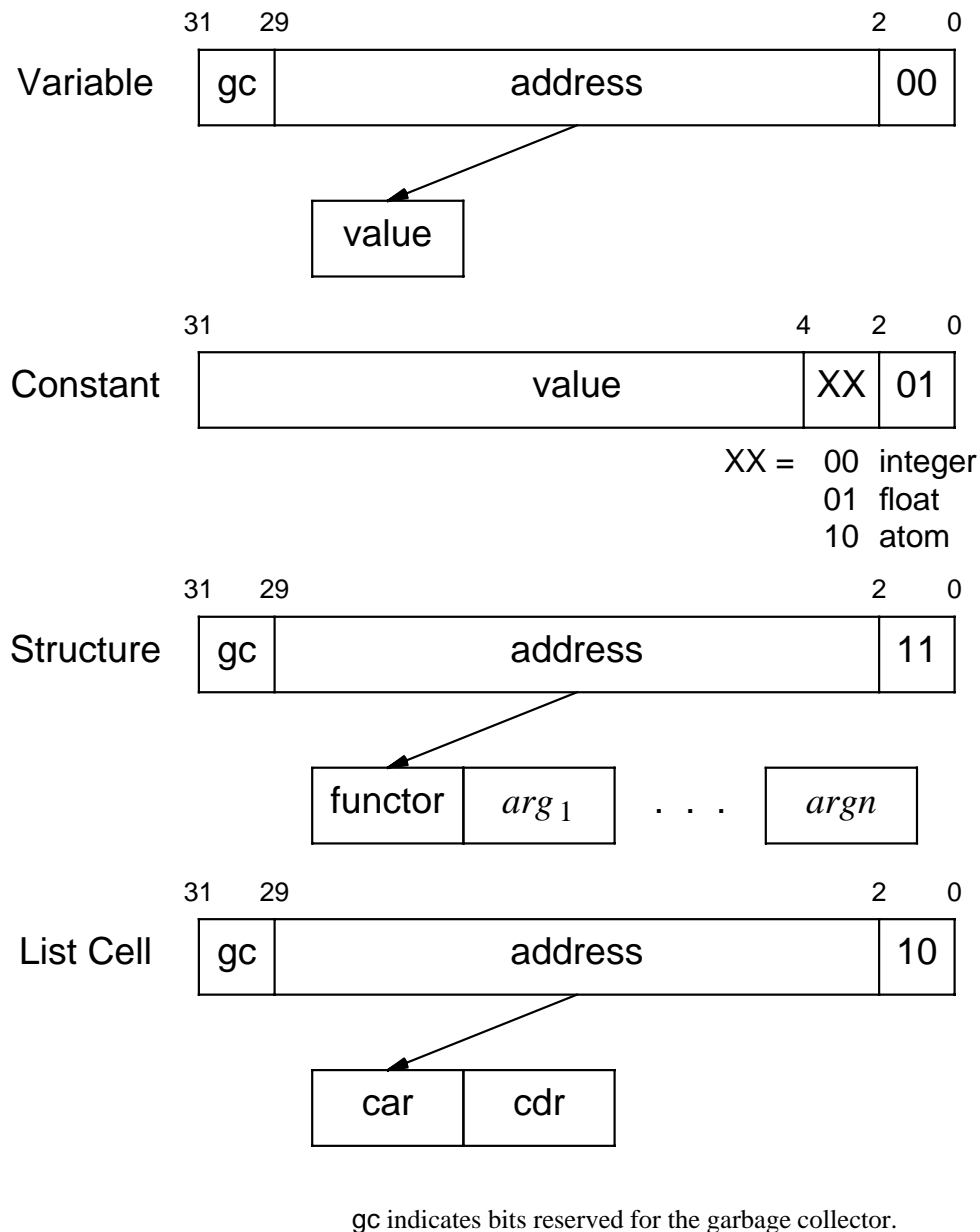 31 29 2 0
Variable gc address 00
value
31 4 2 0
Constant value XX 01
XX = 00 integer
01 float
10 atom
31 29 2 0
Structure gc address 11
functor arg 1 . . . argn
31 29 2 0
List Cell gc address 10
car cdr
gc indicates bits reserved for the garbage collector.